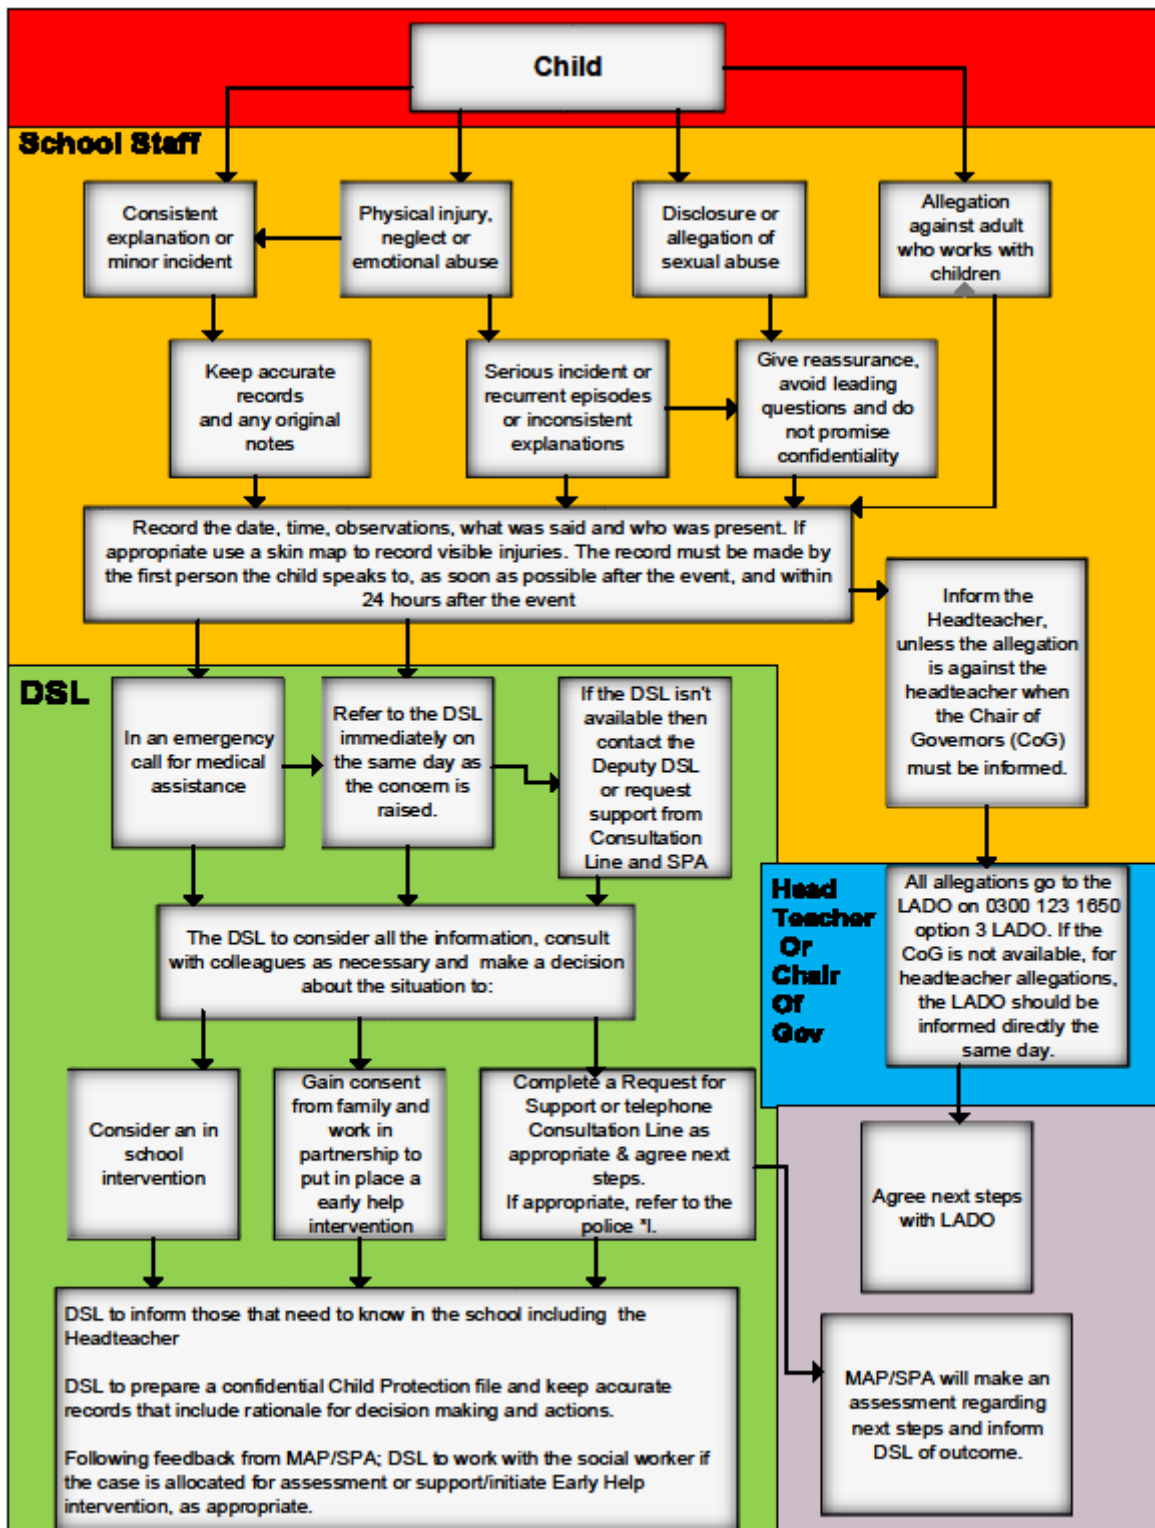 Child
School Staff
Consistent
explanation or
minor incident
Physical injury,
neglect or
emotional abuse
Disclosure or
allegation of
sexual abuse
Allegation
against adult
who works with
children
Keep accurate
records
and any original
notes
Serious incident or
recurrent episodes
or inconsistent
explanations
Give reassurance,
avoid leading
questions and do
not promise
confidentiality
Record the date, time, observations, what was said and who was present. If
appropriate use a skin map to record visible injuries. The record must be made by
the first person the child speaks to, as soon as possible after the event, and within
24 hours after the event
Inform the
Headteacher,
unless the allegation
is against the
headteacher when
the Chair of
Governors (CoG)
must be informed.
DSL
In an emergency
call for medical
assistance
Refer to the DSL
immediately on
the same day as
the concern is
raised.
If the DSL isn't
available then
contact the
Deputy DSL
or request
support from
Consultation
Line and SPA
Head
Teacher
Or
Chair
Of
Gov
All allegations go to the
LADO on 0300 123 1650
option 3 LADO. If the
CoG is not available, for
headteacher allegations,
the LADO should be
informed directly the
same day.
The DSL to consider all the information, consult
with colleagues as necessary and make a decision
about the situation to:
Consider an in
school
intervention
Gain consent
from family and
work in
partnership to
put in place a
early help
intervention
Complete a Request for
Support or telephone
Consultation Line as
appropriate & agree next
steps.
If appropriate, refer to the
police *I.
Agree next steps
with LADO
DSL to inform those that need to know in the school including the
Headteacher
DSL to prepare a confidential Child Protection file and keep accurate
records that include rationale for decision making and actions.
Following feedback from MAP/SPA; DSL to work with the social worker if
the case is allocated for assessment or support/initiate Early Help
intervention, as appropriate.
MAP/SPA will make an
assessment regarding
next steps and inform
DSL of outcome.